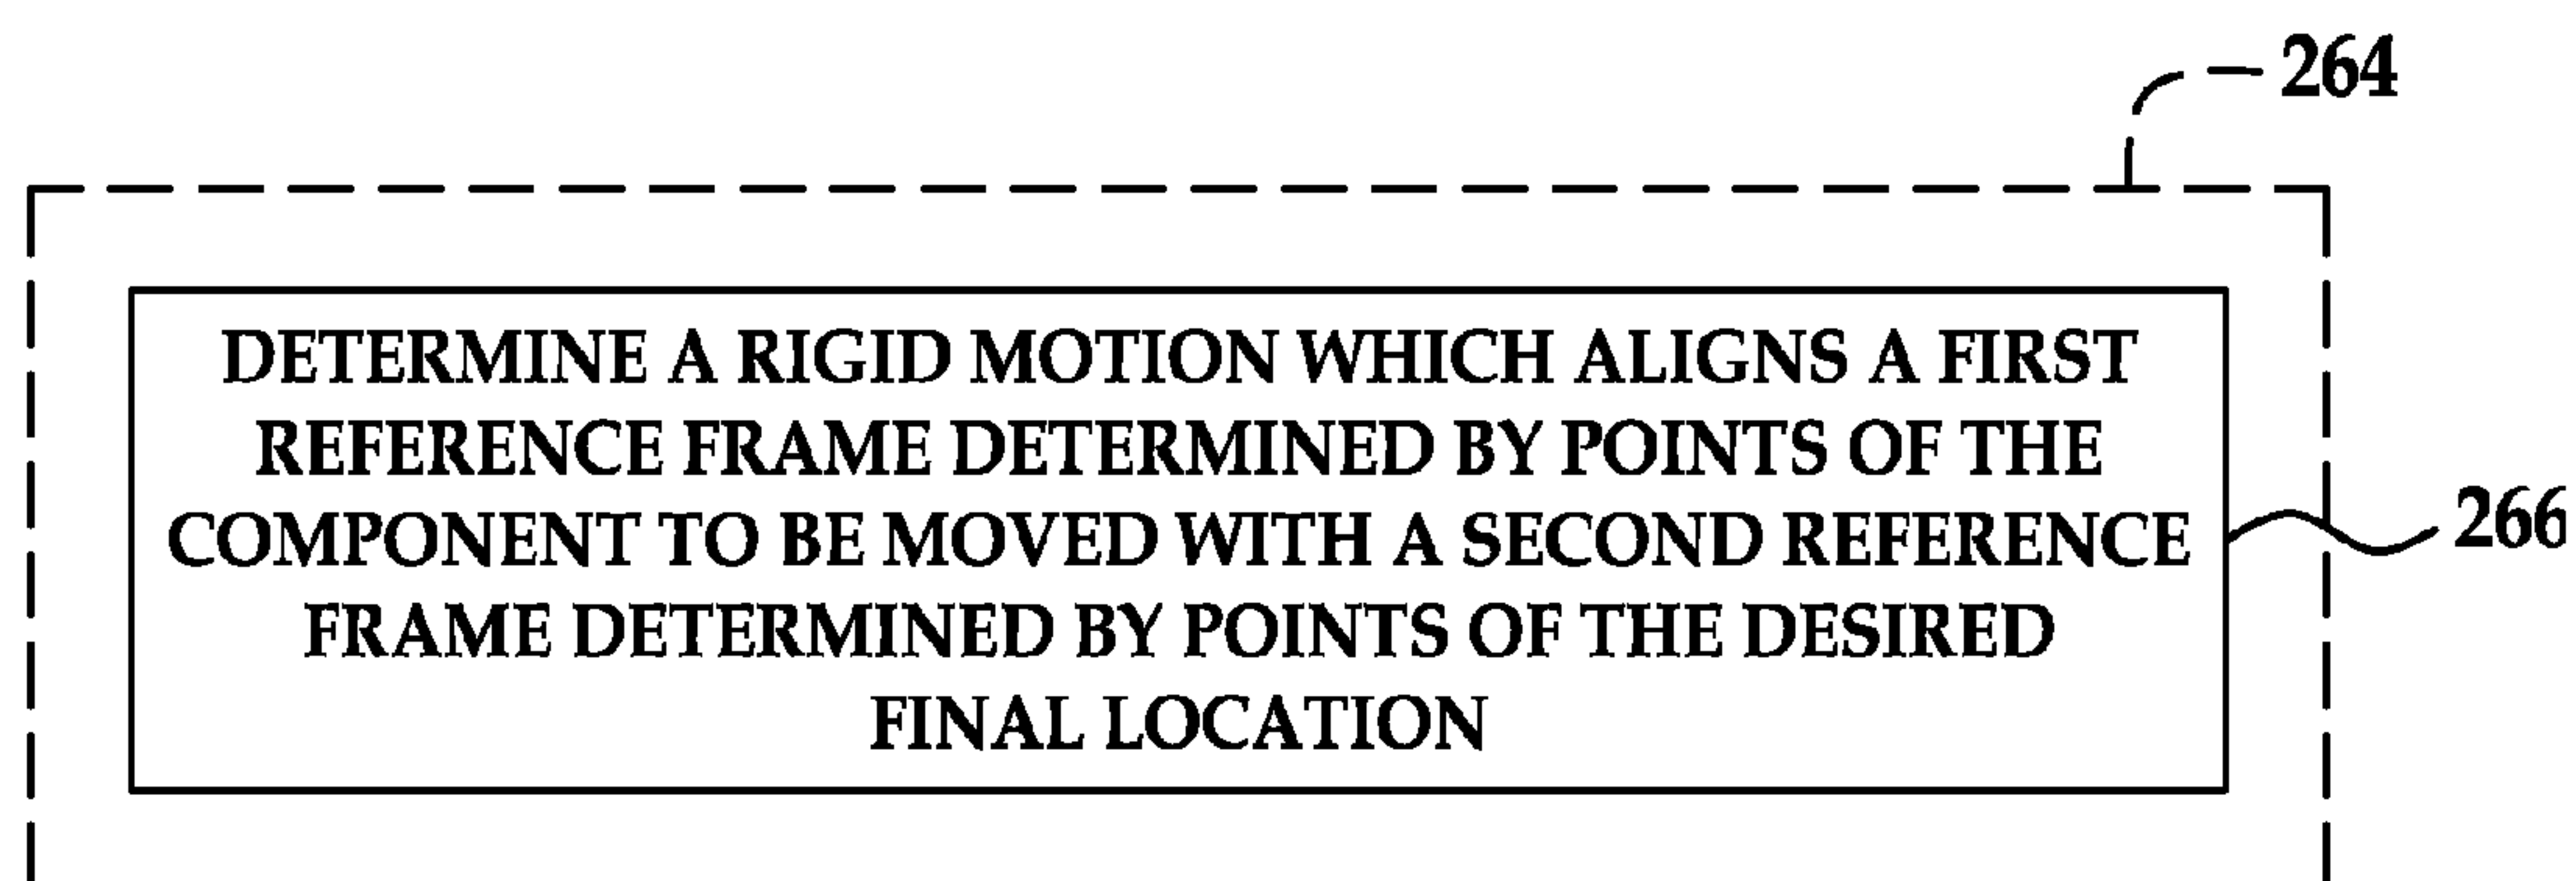 264
DETERMINE A RIGID MOTION WHICH ALIGNS A FIRST
REFERENCE FRAME DETERMINED BY POINTS OF THE
COMPONENT TO BE MOVED WITH A SECOND REFERENCE
266
FRAME DETERMINED BY POINTS OF THE DESIRED
FINAL LOCATION